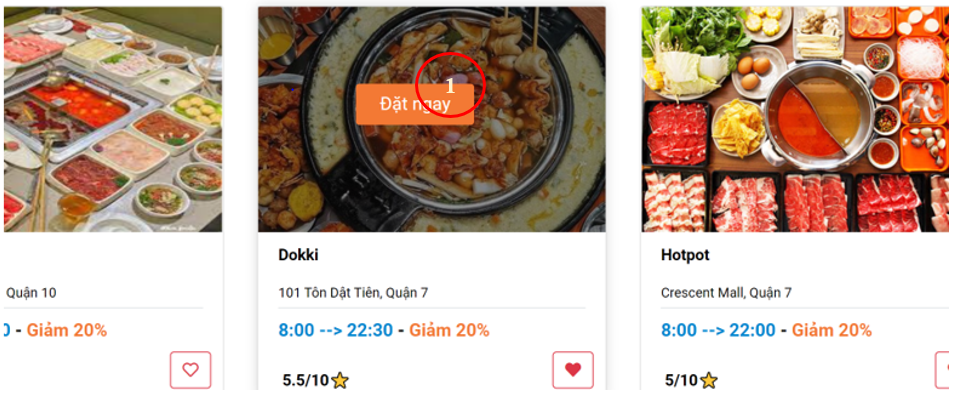 1
Đặt ngay
Dokki
Hotpot
Quận 10
101 Tôn Dật Tiên, Quận 7
Crescent Mall, Quận 7
0 - Giảm 20%
8:00 --> 22:30 - Giảm 20%
8:00 --> 22:00 - Giảm 20%
5.5/10
5/10